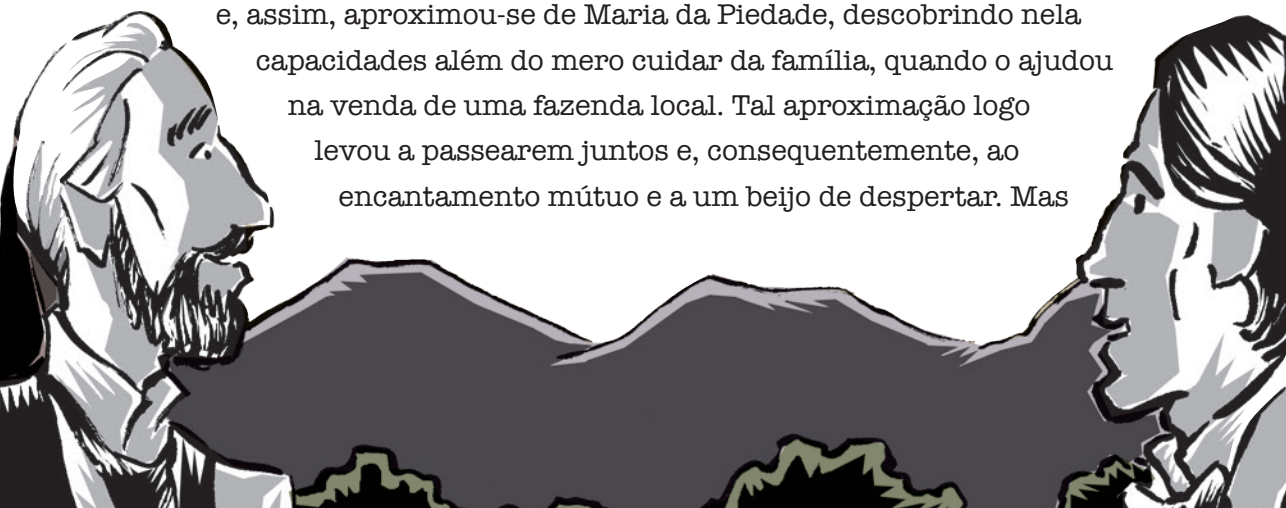 e, assim, aproximou-se de Maria da Piedade, descobrindo nela
capacidades além do mero cuidar da família, quando o ajudou
na venda de uma fazenda local. Tal aproximação logo
levou a passearem juntos e, consequentemente, ao
encantamento mútuo e a um beijo de despertar. Mas